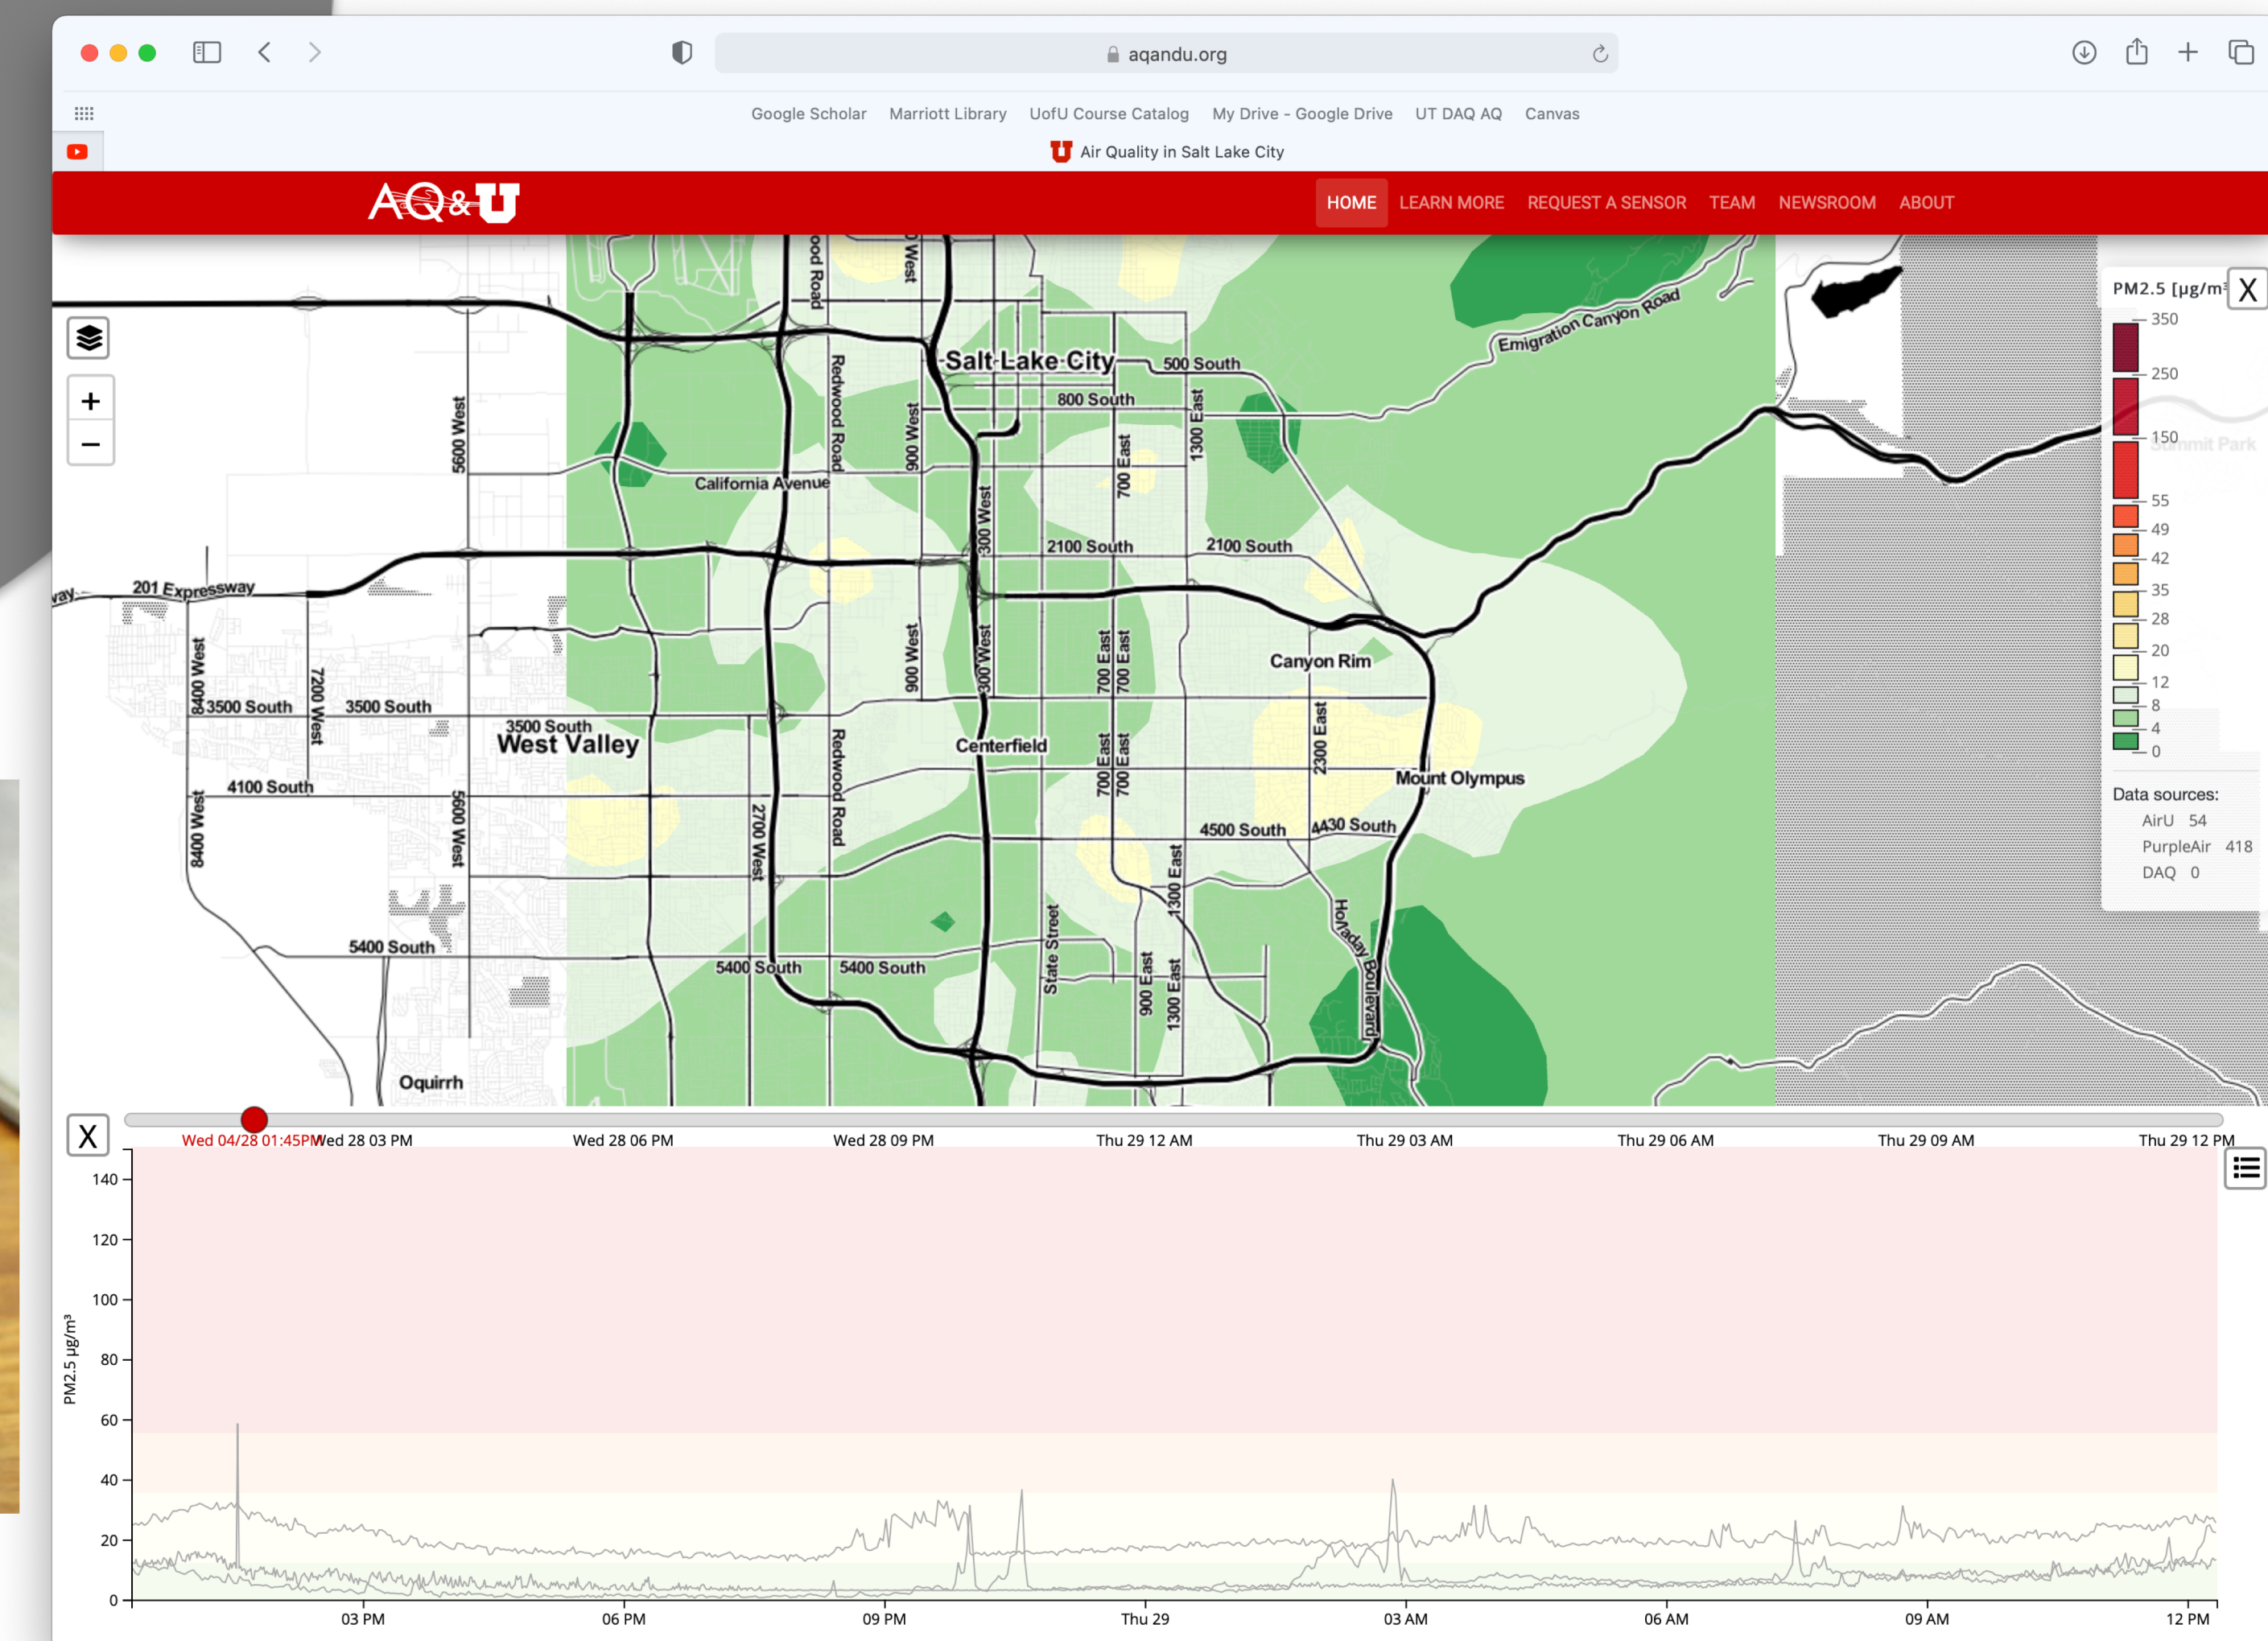 aqandu.org
Google Scholar Marriott Library UofU Course Catalog My Drive - Google Drive UT DAQ AQ Canvas
Air Quality in Salt Lake City
AQ&U
HOME LEARN MORE REQUEST A SENSOR TEAM NEWSROOM ABOUT
ood Road
0 West
Emigration Canyon Road
Salt Lake City
500 South
800 South
5600 West
Redwood Road
900 West
1300 East
700 East
California Avenue
300 West
2100 South
2100 South
way
201 Expressway
8400 West
7200 West
900 West
300 West
700 East
700 East
Canyon Rim
3500 South
3500 South
3500 South
West Valley
Centerfield
2300 East
Redwood Road
700 East
700 East
Mount Olympus
4100 South
8400 West
5600 West
2700 West
4500 South
4430 South
1300 East
Holladay Boulevard
State Street
5400 South
5400 South
5400 South
900 East
1300 East
Oquirrh
Summit Park
+
−
X
PM2.5 [µg/m³
350
250
150
55
49
42
35
28
20
12
8
4
0
Data sources:
AirU 54
PurpleAir 418
DAQ 0
X
Wed 04/28 01:45PM Wed 28 03 PM Wed 28 06 PM Wed 28 09 PM Thu 29 12 AM Thu 29 03 AM Thu 29 06 AM Thu 29 09 AM Thu 29 12 PM
PM2.5 µg/m³
140
120
100
80
60
40
20
0
03 PM 06 PM 09 PM Thu 29 03 AM 06 AM 09 AM 12 PM